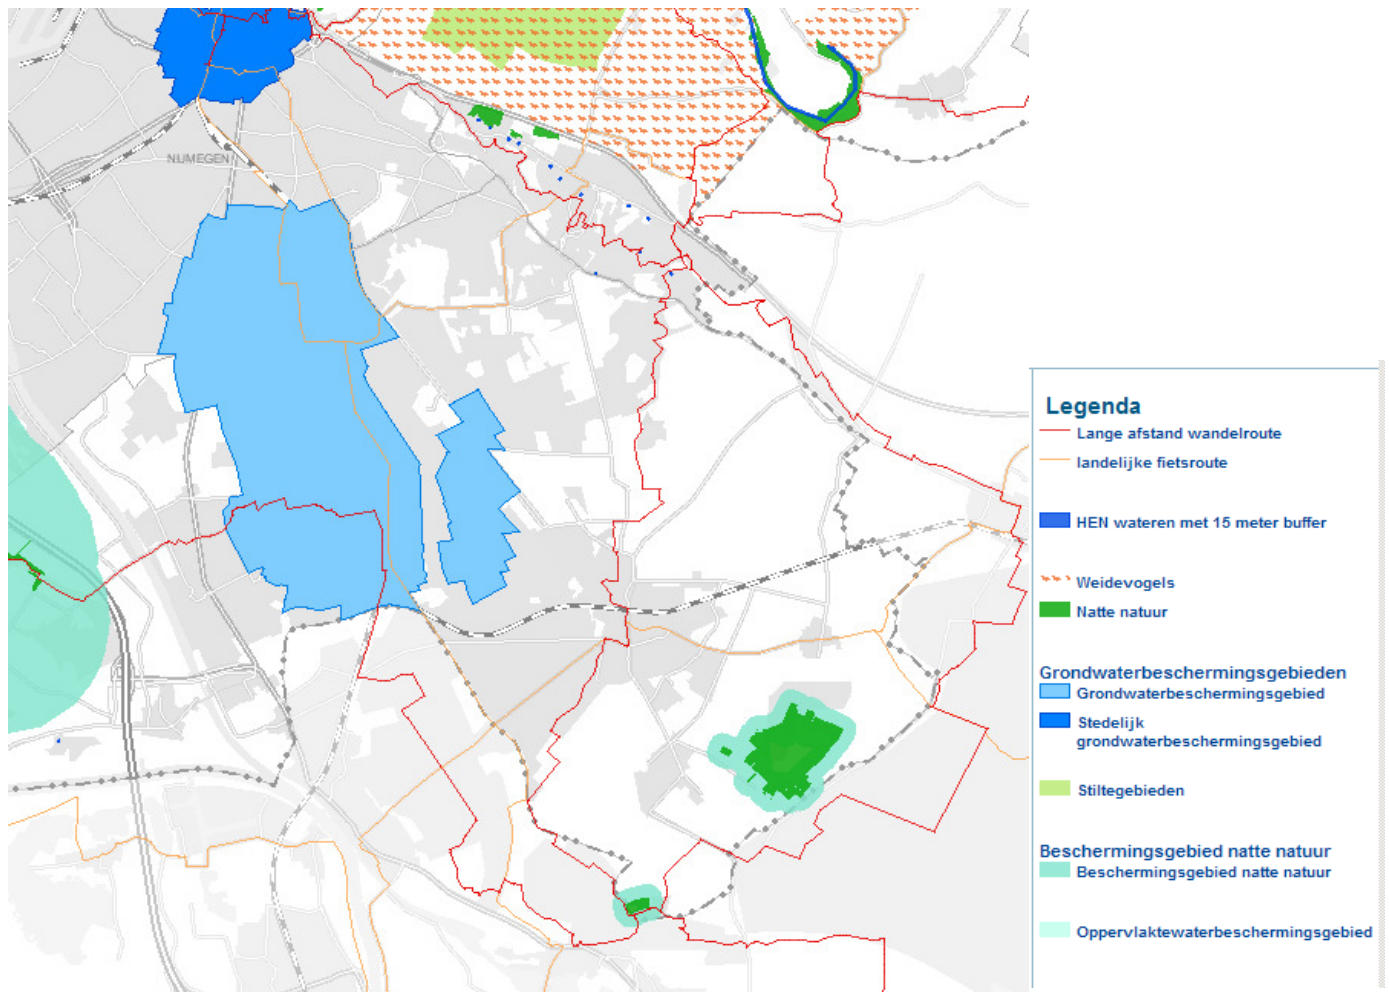 NIJMEGEN
Legenda
Lange afstand wandelroute
landelijke fietsroute
HEN wateren met 15 meter buffer
Weidevogels
Natte natuur
Grondwaterbeschermingsgebieden
Grondwaterbeschermingsgebied
Stedelijk
grondwaterbeschermingsgebied
Stiltegebieden
Beschermingsgebied natte natuur
Beschermingsgebied natte natuur
Oppervlaktewaterbeschermingsgebied